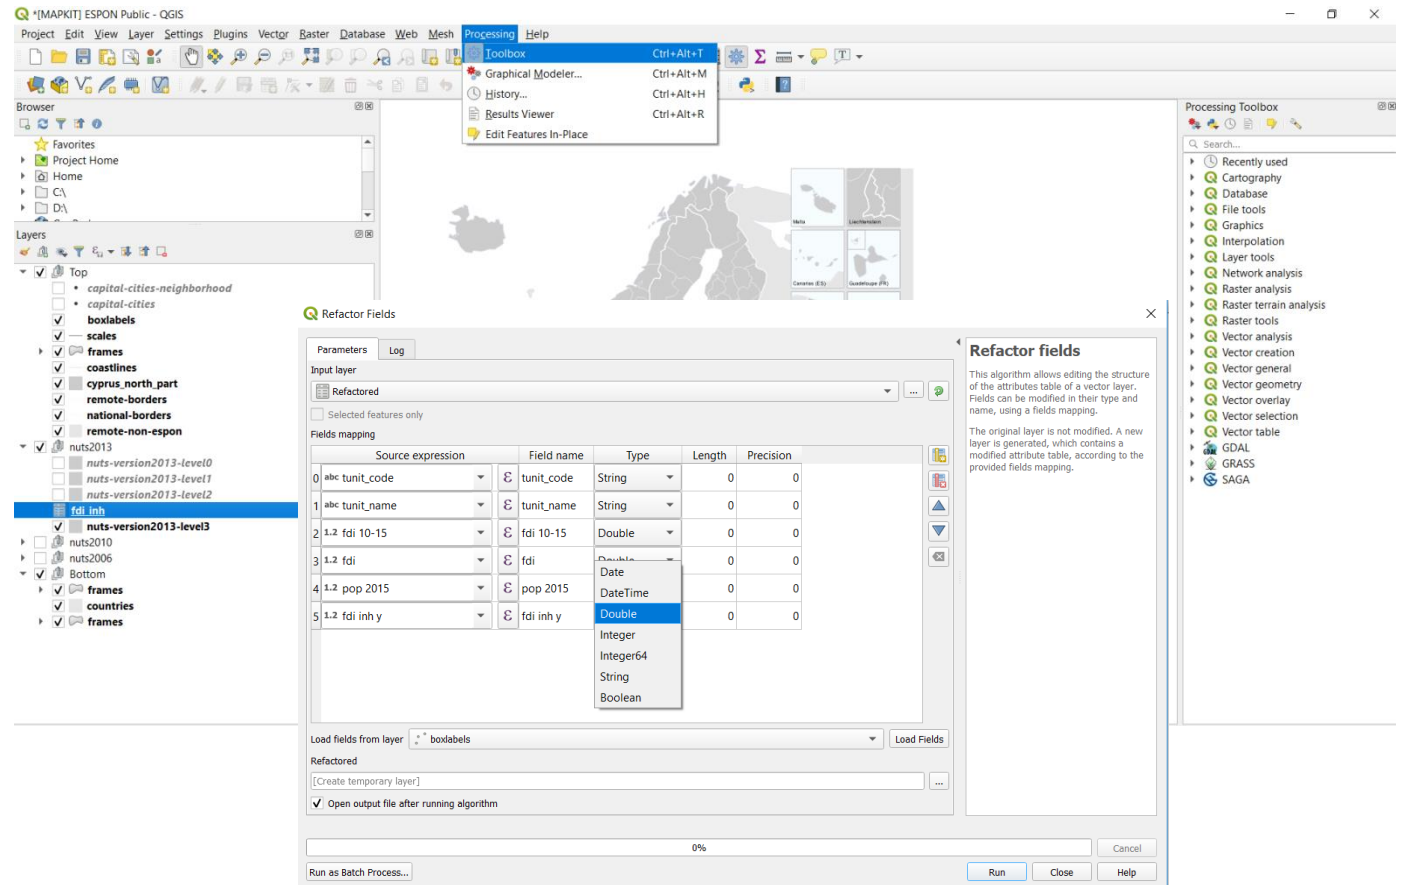 *[MAPKIT] ESPON Public - QGIS
Project Edit View Layer Settings Plugins Vector Raster Database Web Mesh Processing Help
Toolbox Ctrl+Alt+T
Graphical Modeler... Ctrl+Alt+M
History... Ctrl+Alt+H
Results Viewer Ctrl+Alt+R
Edit Features In-Place
Browser
Favorites
Project Home
Home
C:\
D:\
Layers
Top
capital-cities-neighborhood
capital-cities
boxlabels
scales
frames
coastlines
cyprus_north_part
remote-borders
national-borders
remote-non-espon
nuts2013
nuts-version2013-level0
nuts-version2013-level1
nuts-version2013-level2
fdi inh
nuts-version2013-level3
nuts2010
nuts2006
Bottom
frames
countries
frames
Malta
Liechtenstein
Canarias (ES)
Guadeloupe (FR)
Processing Toolbox
Search...
Recently used
Cartography
Database
File tools
Graphics
Interpolation
Layer tools
Network analysis
Raster analysis
Raster terrain analysis
Raster tools
Vector analysis
Vector creation
Vector general
Vector geometry
Vector overlay
Vector selection
Vector table
GDAL
GRASS
SAGA
Refactor Fields
Parameters Log
Input layer
Refactored ...
Selected features only
Fields mapping
Source expression Field name Type Length Precision
0 abc tunit_code ε tunit_code String 0 0
1 abc tunit_name ε tunit_name String 0 0
2 1.2 fdi 10-15 ε fdi 10-15 Double 0 0
3 1.2 fdi ε fdi Double 0 0
4 1.2 pop 2015 ε pop 2015 0 0
5 1.2 fdi inh y ε fdi inh y 0 0
Date
DateTime
Double
Integer
Integer64
String
Boolean
Load fields from layer boxlabels Load Fields
Refactored
[Create temporary layer] ...
Open output file after running algorithm
Refactor fields
This algorithm allows editing the structure
of the attributes table of a vector layer.
Fields can be modified in their type and
name, using a fields mapping.
The original layer is not modified. A new
layer is generated, which contains a
modified attribute table, according to the
provided fields mapping.
0%
Cancel
Run as Batch Process... Run Close Help